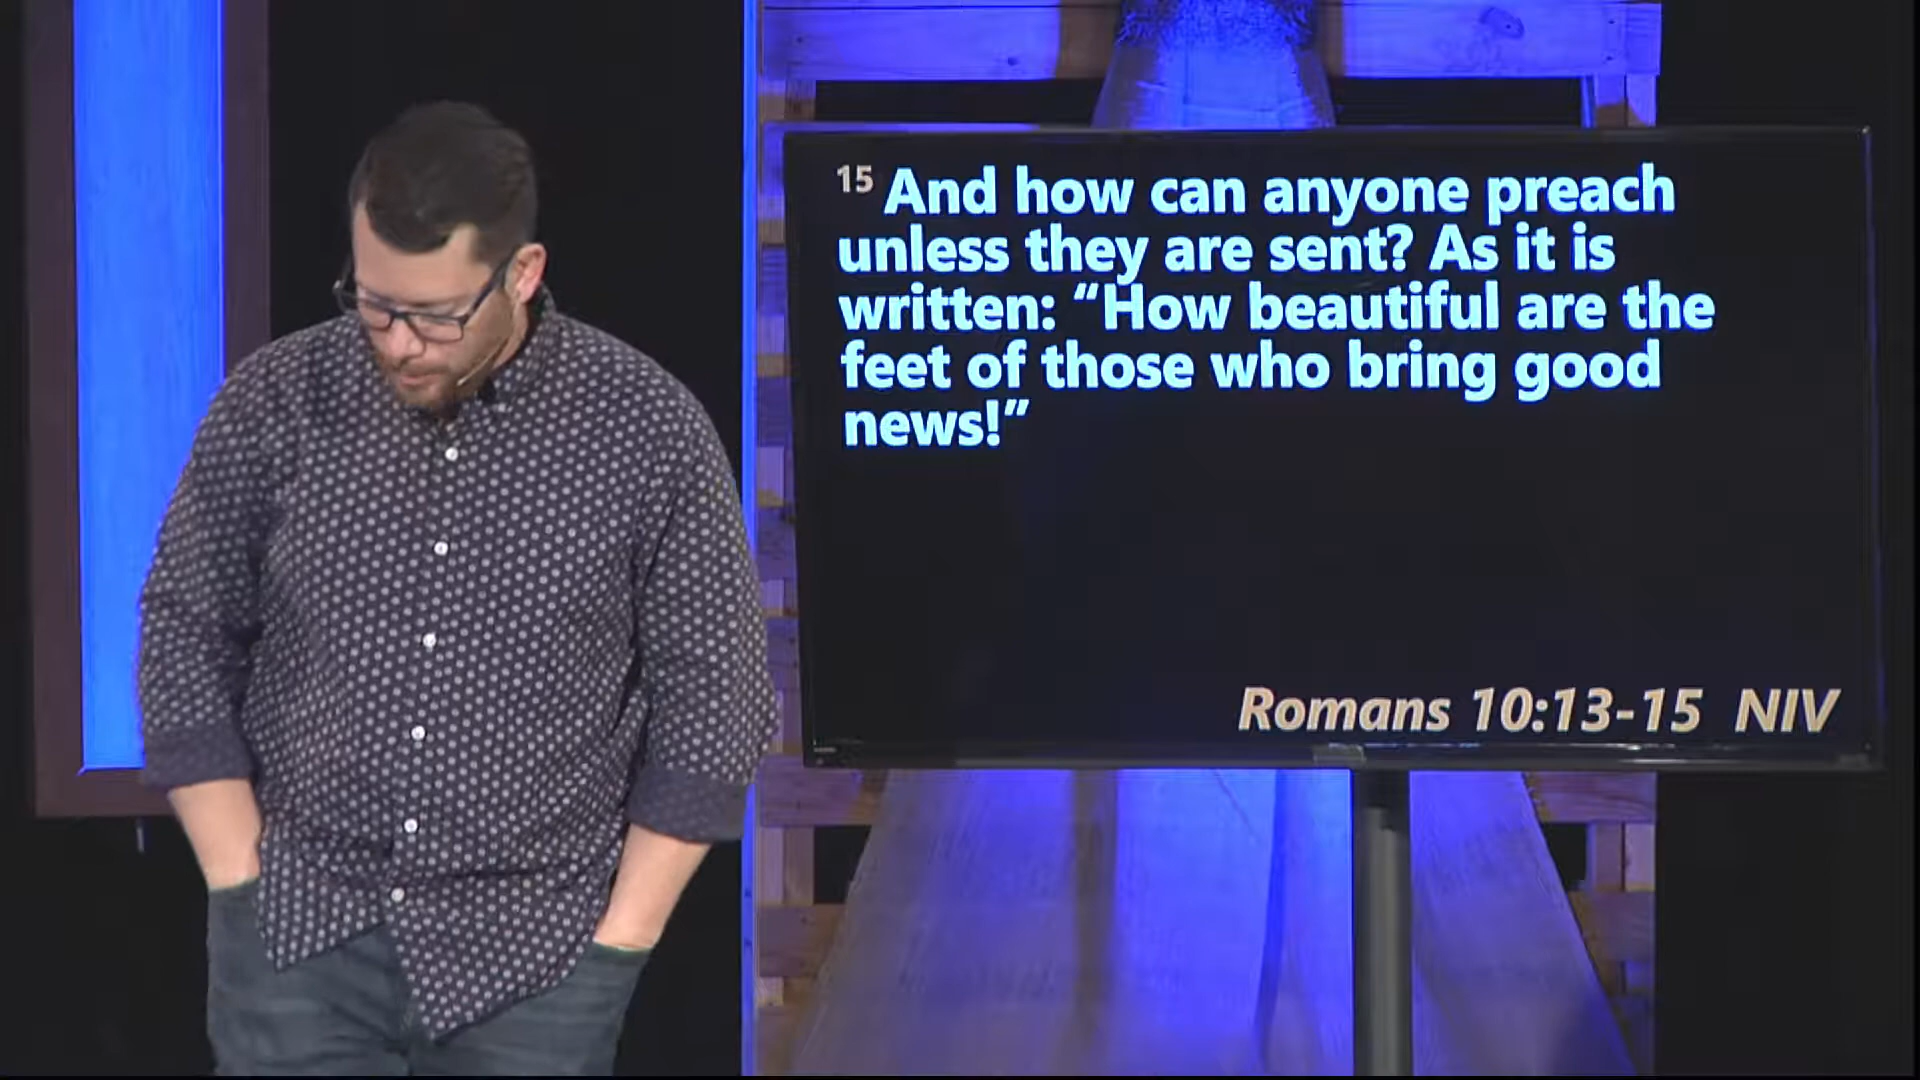 15 And how can anyone preach
unless they are sent? As it is
written: “How beautiful are the
feet of those who bring good
news!”
Romans 10:13-15 NIV